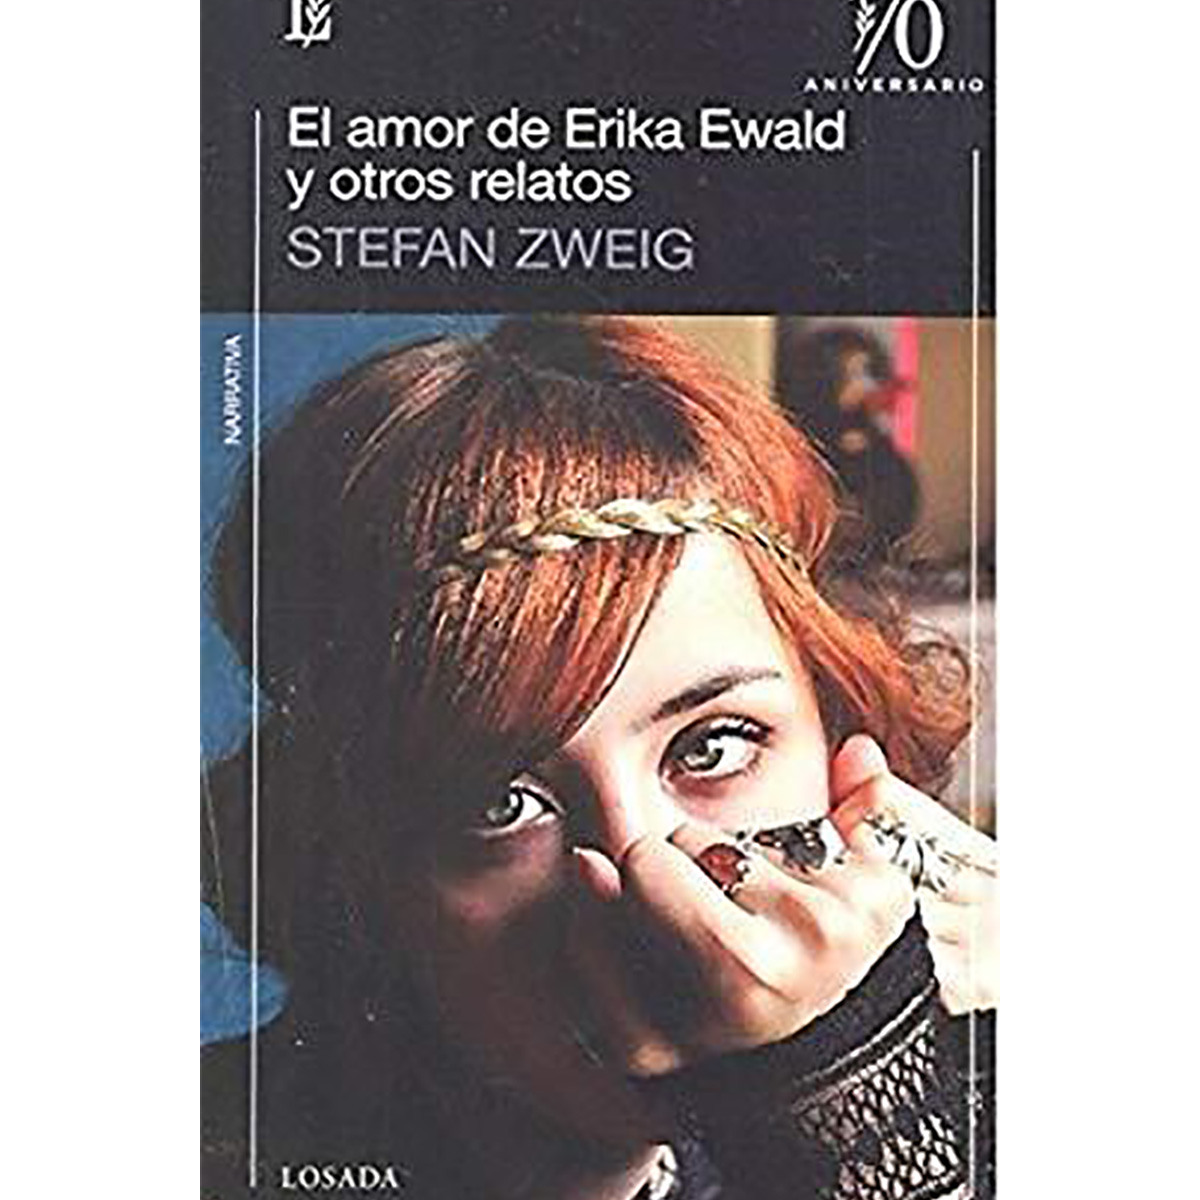 70
ANIVERSARIO
El amor de Erika Ewald
y otros relatos
STEFAN ZWEIG
NARRATIVA
LOSADA